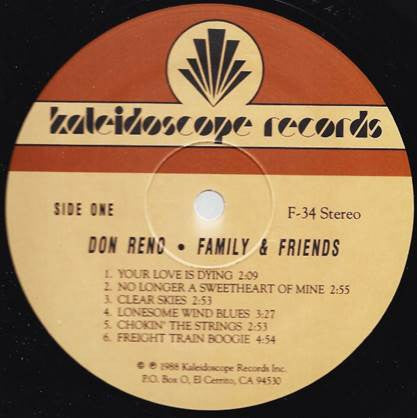 kaleidoscope records
SIDE ONE
F-34 Stereo
DON RENO • FAMILY & FRIENDS
1. YOUR LOVE IS DYING 2:09
2. NO LONGER A SWEETHEART OF MINE 2:55
3. CLEAR SKIES 2:53
4. LONESOME WIND BLUES 3:27
5. CHOKIN' THE STRINGS 2:53
6. FREIGHT TRAIN BOOGIE 4:54
© ℗ 1988 Kaleidoscope Records Inc.
P.O. Box O, El Cerrito, CA 94530